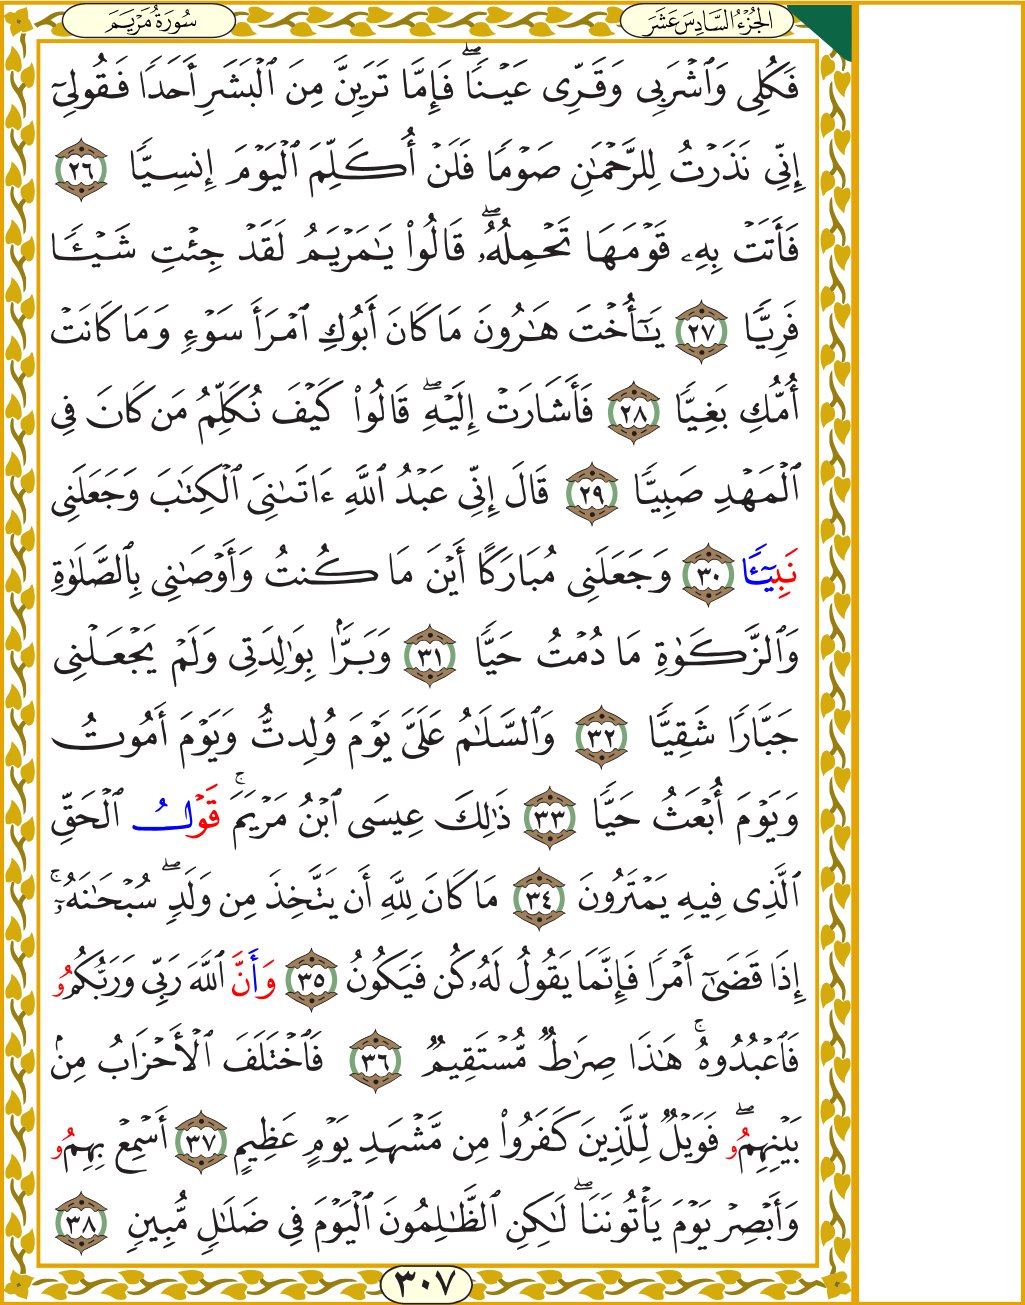 سُورَةُ مَرْيَمَ
الجُزْءُ السَّادِسَ عَشَرَ
فَكُلِى وَٱشْرَبِى وَقَرِّى عَيْنٗاۖ فَإِمَّا تَرَيِنَّ مِنَ ٱلْبَشَرِ أَحَدٗا فَقُولِىٓ
إِنِّى نَذَرْتُ لِلرَّحْمَٰنِ صَوْمٗا فَلَنْ أُكَلِّمَ ٱلْيَوْمَ إِنسِيّٗا ٢٦
فَأَتَتْ بِهِۦ قَوْمَهَا تَحْمِلُهُۥۖ قَالُوا۟ يَٰمَرْيَمُ لَقَدْ جِئْتِ شَيْـٔٗا
فَرِيّٗا ٢٧ يَٰٓأُخْتَ هَٰرُونَ مَا كَانَ أَبُوكِ ٱمْرَأَ سَوْءٖ وَمَا كَانَتْ
أُمُّكِ بَغِيّٗا ٢٨ فَأَشَارَتْ إِلَيْهِۖ قَالُوا۟ كَيْفَ نُكَلِّمُ مَن كَانَ فِى
ٱلْمَهْدِ صَبِيّٗا ٢٩ قَالَ إِنِّى عَبْدُ ٱللَّهِ ءَاتَىٰنِىَ ٱلْكِتَٰبَ وَجَعَلَنِى
نَبِيٓـٔٗا ٣٠ وَجَعَلَنِى مُبَارَكًا أَيْنَ مَا كُنتُ وَأَوْصَٰنِى بِٱلصَّلَوٰةِ
وَٱلزَّكَوٰةِ مَا دُمْتُ حَيّٗا ٣١ وَبَرَّۢا بِوَٰلِدَتِى وَلَمْ يَجْعَلْنِى
جَبَّارٗا شَقِيّٗا ٣٢ وَٱلسَّلَٰمُ عَلَىَّ يَوْمَ وُلِدتُّ وَيَوْمَ أَمُوتُ
وَيَوْمَ أُبْعَثُ حَيّٗا ٣٣ ذَٰلِكَ عِيسَى ٱبْنُ مَرْيَمَۚ قَوْلُ ٱلْحَقِّ
ٱلَّذِى فِيهِ يَمْتَرُونَ ٣٤ مَا كَانَ لِلَّهِ أَن يَتَّخِذَ مِن وَلَدٖۖ سُبْحَٰنَهُۥٓۚ
إِذَا قَضَىٰٓ أَمْرٗا فَإِنَّمَا يَقُولُ لَهُۥ كُن فَيَكُونُ ٣٥ وَأَنَّ ٱللَّهَ رَبِّى وَرَبُّكُمُۥ
فَٱعْبُدُوهُۚ هَٰذَا صِرَٰطٞ مُّسْتَقِيمٞ ٣٦ فَٱخْتَلَفَ ٱلْأَحْزَابُ مِنۢ
بَيْنِهِمُۥۖ فَوَيْلٞ لِّلَّذِينَ كَفَرُوا۟ مِن مَّشْهَدِ يَوْمٍ عَظِيمٍ ٣٧ أَسْمِعْ بِهِمُۥ
وَأَبْصِرْ يَوْمَ يَأْتُونَنَاۖ لَٰكِنِ ٱلظَّٰلِمُونَ ٱلْيَوْمَ فِى ضَلَٰلٖ مُّبِينٖ ٣٨
٣٠٧